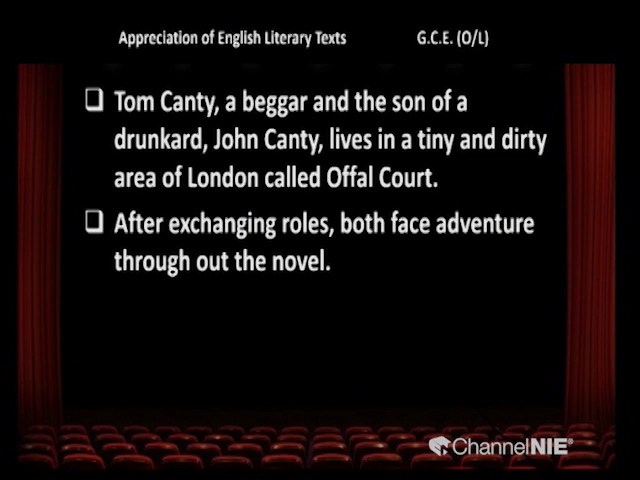 Appreciation of English Literary Texts G.C.E. (O/L)
Tom Canty, a beggar and the son of a
drunkard, John Canty, lives in a tiny and dirty
area of London called Offal Court.
After exchanging roles, both face adventure
through out the novel.
ChannelNIE